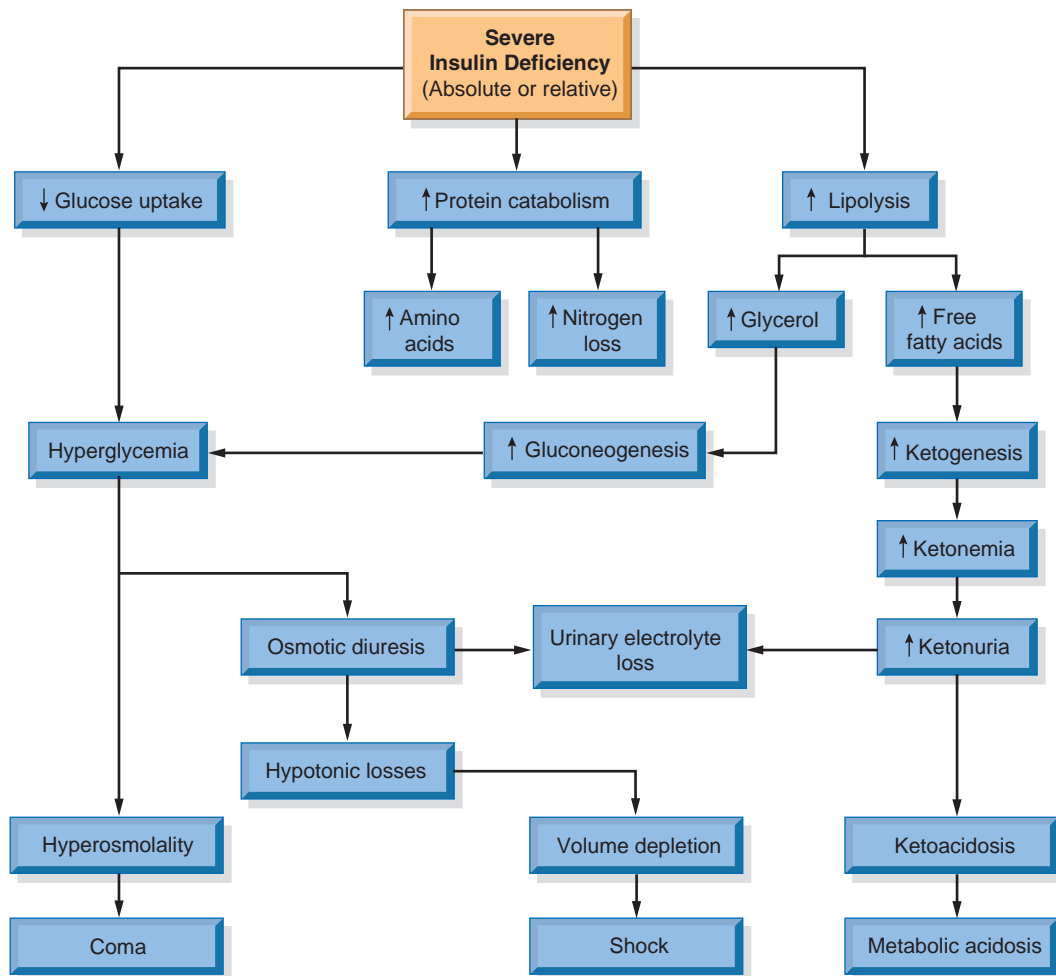 Severe
Insulin Deficiency
(Absolute or relative)
↓ Glucose uptake
↑ Protein catabolism
↑ Lipolysis
↑ Amino
acids
↑ Nitrogen
loss
↑ Glycerol
↑ Free
fatty acids
Hyperglycemia
↑ Gluconeogenesis
↑ Ketogenesis
↑ Ketonemia
Osmotic diuresis
Urinary electrolyte
loss
↑ Ketonuria
Hypotonic losses
Hyperosmolality
Volume depletion
Ketoacidosis
Coma
Shock
Metabolic acidosis